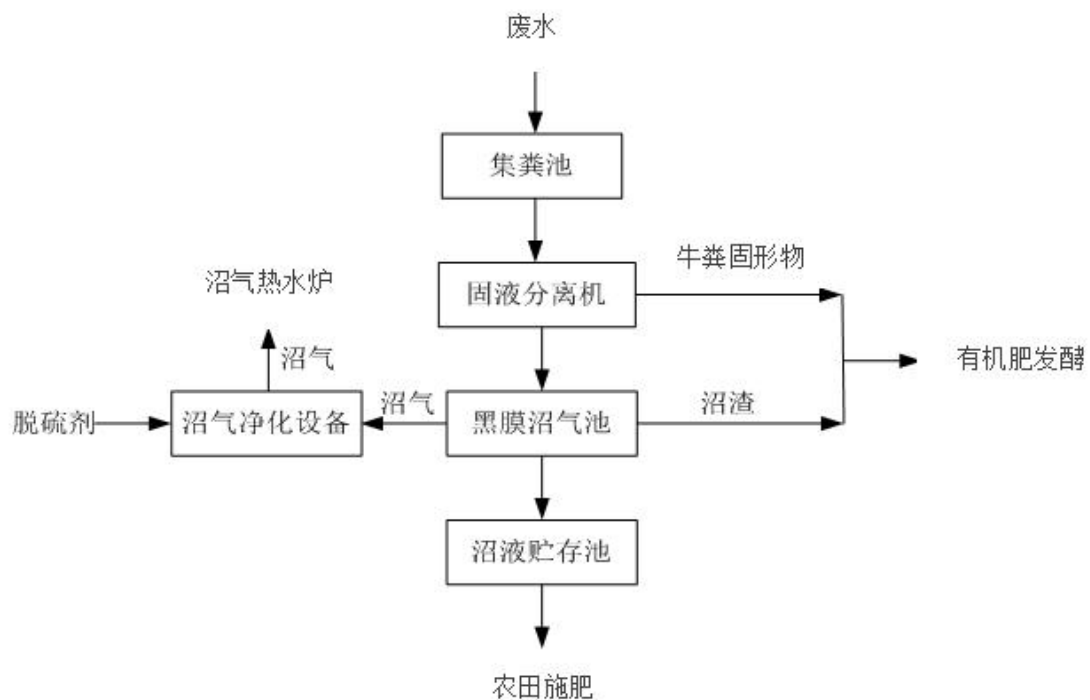 废水
集粪池
牛粪固形物
沼气热水炉
固液分离机
沼气
有机肥发酵
脱硫剂
沼气净化设备
沼气
黑膜沼气池
沼渣
沼液贮存池
农田施肥